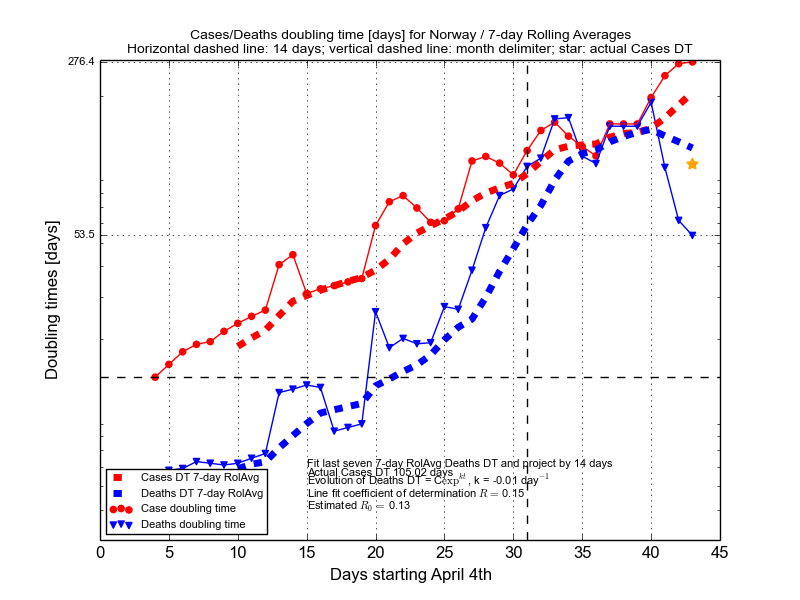 Cases/Deaths doubling time [days] for Norway / 7-day Rolling Averages
Horizontal dashed line: 14 days; vertical dashed line: month delimiter; star: actual Cases DT
276.4
53.5
Doubling times [days]
Fit last seven 7-day RolAvg Deaths DT and project by 14 days
Actual Cases DT 105.02 days
Evolution of Deaths DT = C exp^{kt}, k = -0.01 day^{-1}
Line fit coefficient of determination R = 0.15
Estimated R_0 = 0.13
Cases DT 7-day RolAvg
Deaths DT 7-day RolAvg
Case doubling time
Deaths doubling time
0 5 10 15 20 25 30 35 40 45
Days starting April 4th